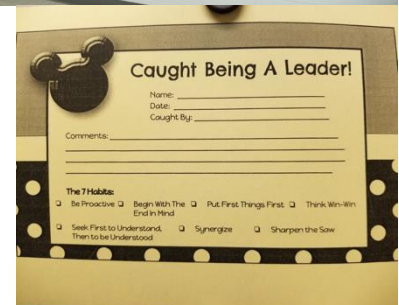 Caught Being A Leader!
Name:
Date:
Caught By:
Comments:
The 7 Habits:
Be Proactive Begin With The End in Mind Put First Things First Think Win-Win
Seek First to Understand, Then to be Understood Synergize Sharpen the Saw